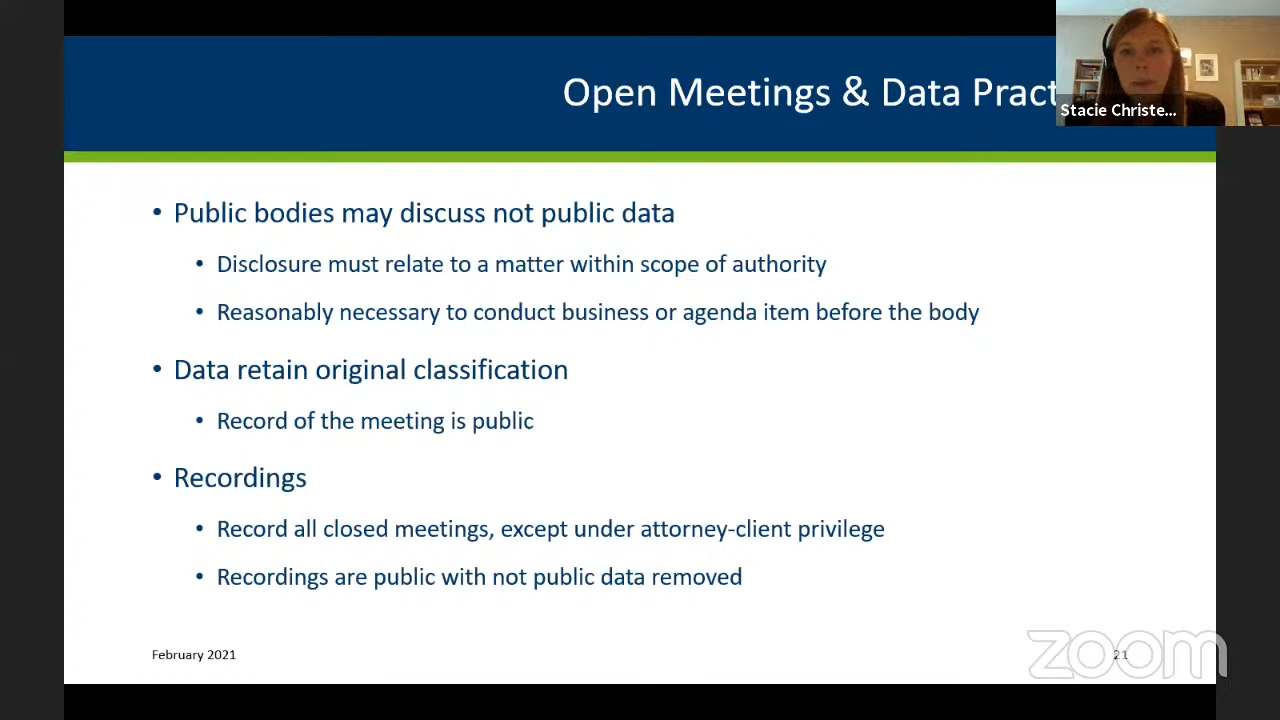 Open Meetings & Data Pract
Stacie Christe...
• Public bodies may discuss not public data
• Disclosure must relate to a matter within scope of authority
• Reasonably necessary to conduct business or agenda item before the body
• Data retain original classification
• Record of the meeting is public
• Recordings
• Record all closed meetings, except under attorney-client privilege
• Recordings are public with not public data removed
February 2021
21
zoom